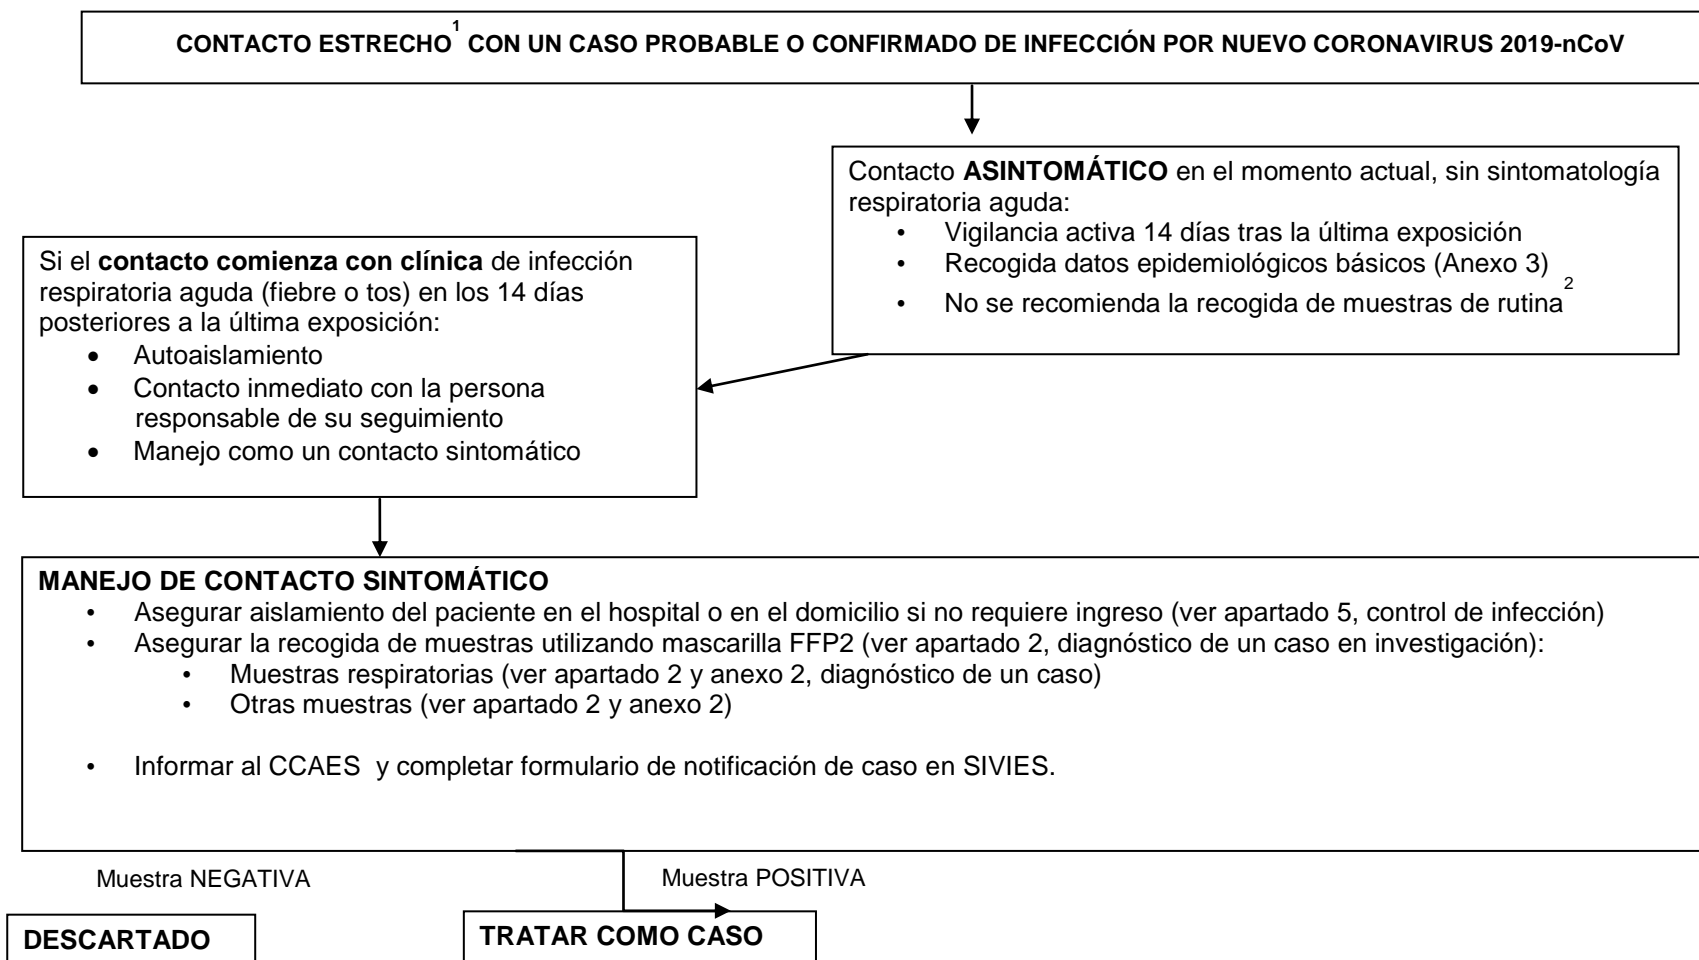 CONTACTO ESTRECHO¹ CON UN CASO PROBABLE O CONFIRMADO DE INFECCIÓN POR NUEVO CORONAVIRUS 2019-nCoV
Contacto ASINTOMÁTICO en el momento actual, sin sintomatología
respiratoria aguda:
• Vigilancia activa 14 días tras la última exposición
• Recogida datos epidemiológicos básicos (Anexo 3)
• No se recomienda la recogida de muestras de rutina²
Si el contacto comienza con clínica de infección
respiratoria aguda (fiebre o tos) en los 14 días
posteriores a la última exposición:
• Autoaislamiento
• Contacto inmediato con la persona
responsable de su seguimiento
• Manejo como un contacto sintomático
MANEJO DE CONTACTO SINTOMÁTICO
• Asegurar aislamiento del paciente en el hospital o en el domicilio si no requiere ingreso (ver apartado 5, control de infección)
• Asegurar la recogida de muestras utilizando mascarilla FFP2 (ver apartado 2, diagnóstico de un caso en investigación):
• Muestras respiratorias (ver apartado 2 y anexo 2, diagnóstico de un caso)
• Otras muestras (ver apartado 2 y anexo 2)
• Informar al CCAES y completar formulario de notificación de caso en SIVIES.
Muestra NEGATIVA
Muestra POSITIVA
DESCARTADO
TRATAR COMO CASO